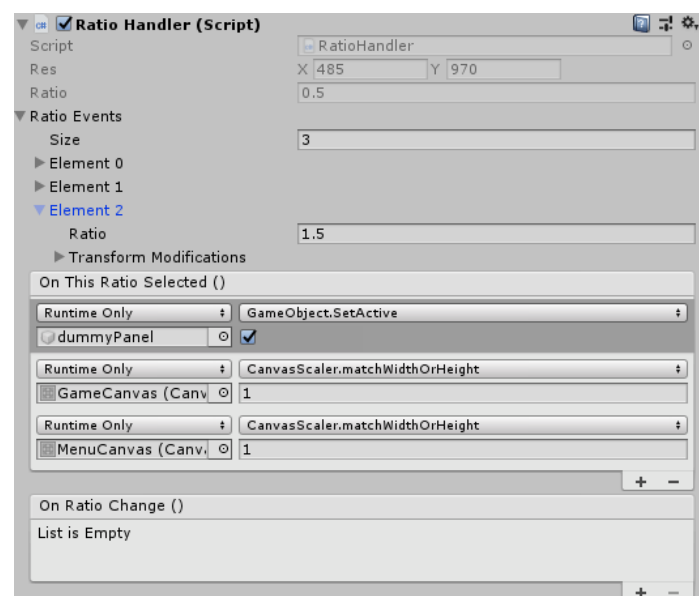 Ratio Handler (Script)
Script RatioHandler
Res X 485 Y 970
Ratio 0.5
Ratio Events
Size 3
Element 0
Element 1
Element 2
Ratio 1.5
Transform Modifications
On This Ratio Selected ()
Runtime Only GameObject.SetActive
dummyPanel
Runtime Only CanvasScaler.matchWidthOrHeight
GameCanvas (Canv 1
Runtime Only CanvasScaler.matchWidthOrHeight
MenuCanvas (Canv 1
On Ratio Change ()
List is Empty